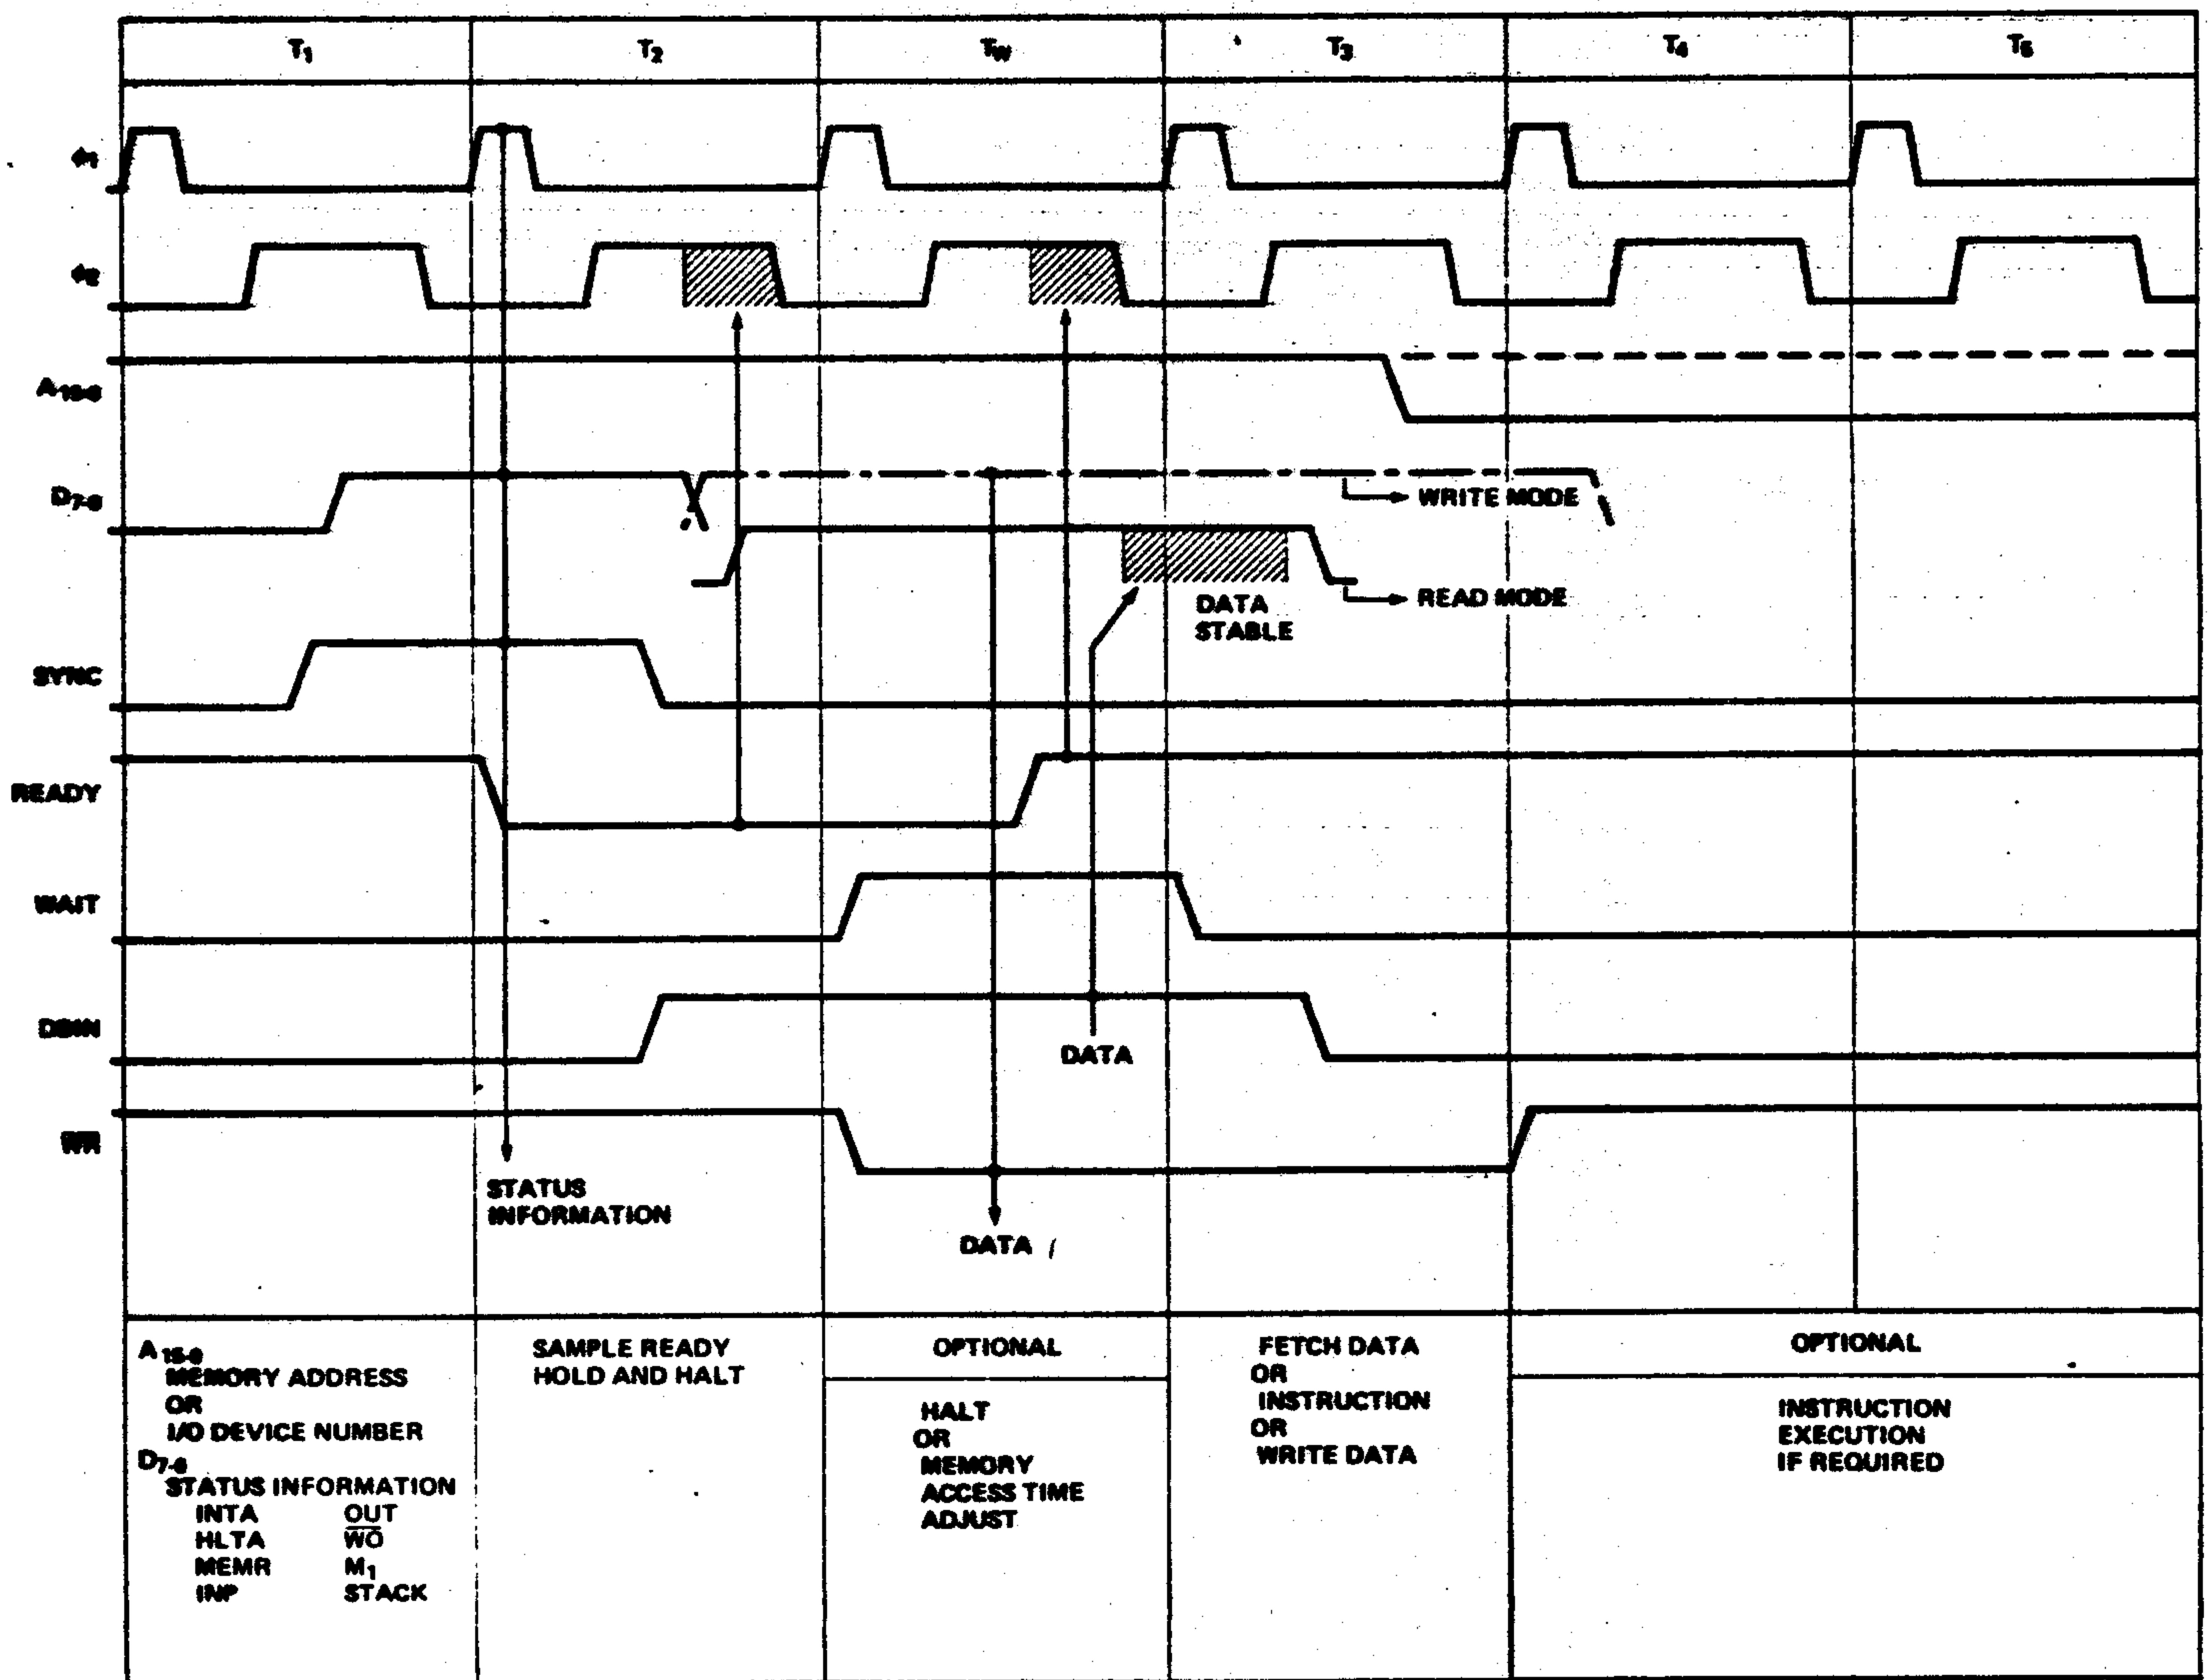 T₁ T₂ T_W T₃ T₄ T₅
ϕ₁
ϕ₂
A₁₅₋₀
D₇₋₀
WRITE MODE
READ MODE
DATA
STABLE
SYNC
READY
WAIT
DBIN
DATA
W̅R̅
STATUS
INFORMATION
DATA
A₁₅₋₀
MEMORY ADDRESS
OR
I/O DEVICE NUMBER
D₇₋₀
STATUS INFORMATION
INTA OUT
HLTA W̅O̅
MEMR M₁
INP STACK
SAMPLE READY
HOLD AND HALT
OPTIONAL
HALT
OR
MEMORY
ACCESS TIME
ADJUST
FETCH DATA
OR
INSTRUCTION
OR
WRITE DATA
OPTIONAL
INSTRUCTION
EXECUTION
IF REQUIRED